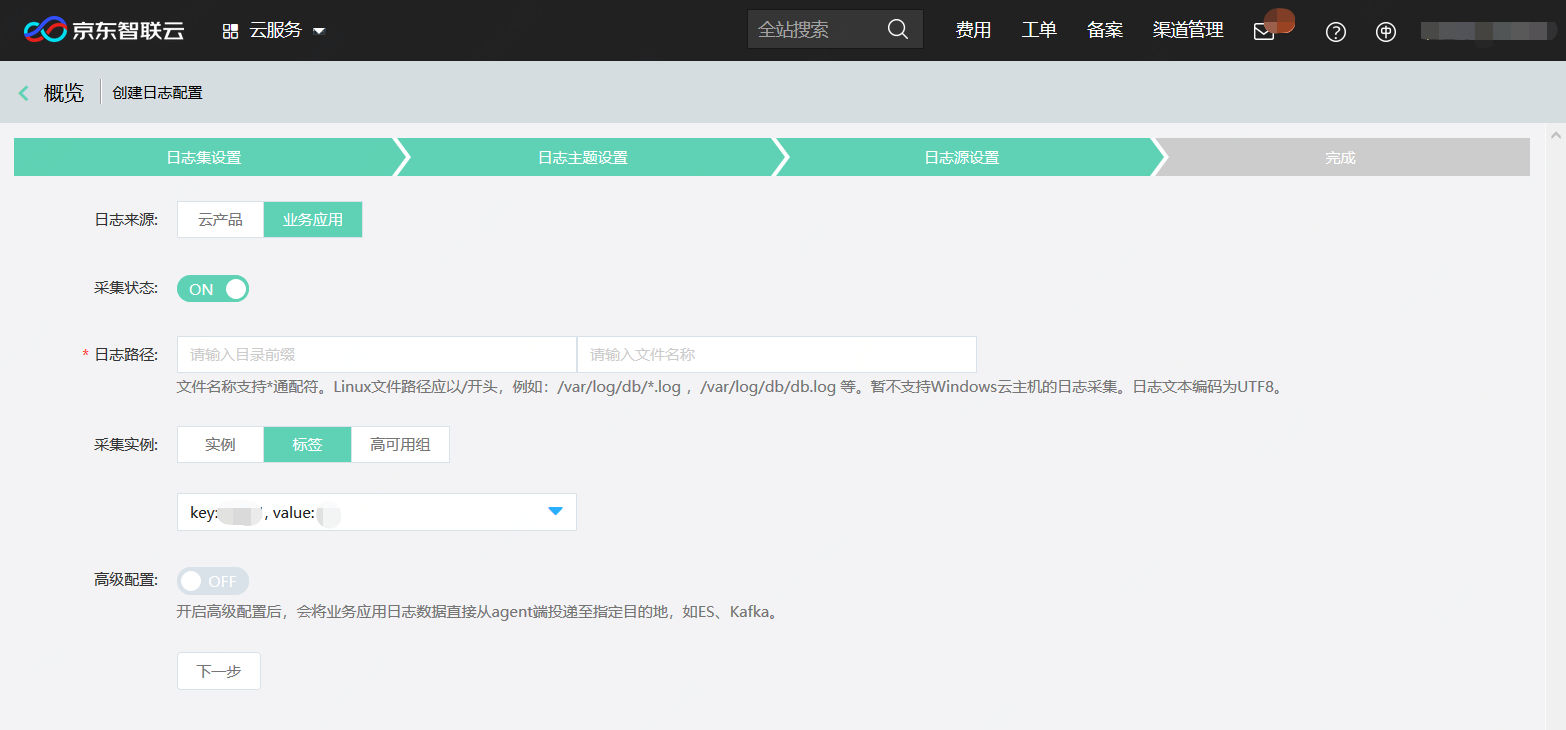 京东智联云 云服务 全站搜索 费用 工单 备案 渠道管理
概览 创建日志配置
日志集设置 日志主题设置 日志源设置 完成
日志来源: 云产品 业务应用
采集状态: ON
* 日志路径: 请输入目录前缀 请输入文件名称
文件名称支持*通配符。Linux文件路径应以/开头，例如：/var/log/db/*.log ，/var/log/db/db.log 等。暂不支持Windows云主机的日志采集。日志文本编码为UTF8。
采集实例: 实例 标签 高可用组
key: , value:
高级配置: OFF
开启高级配置后，会将业务应用日志数据直接从agent端投递至指定目的地，如ES、Kafka。
下一步